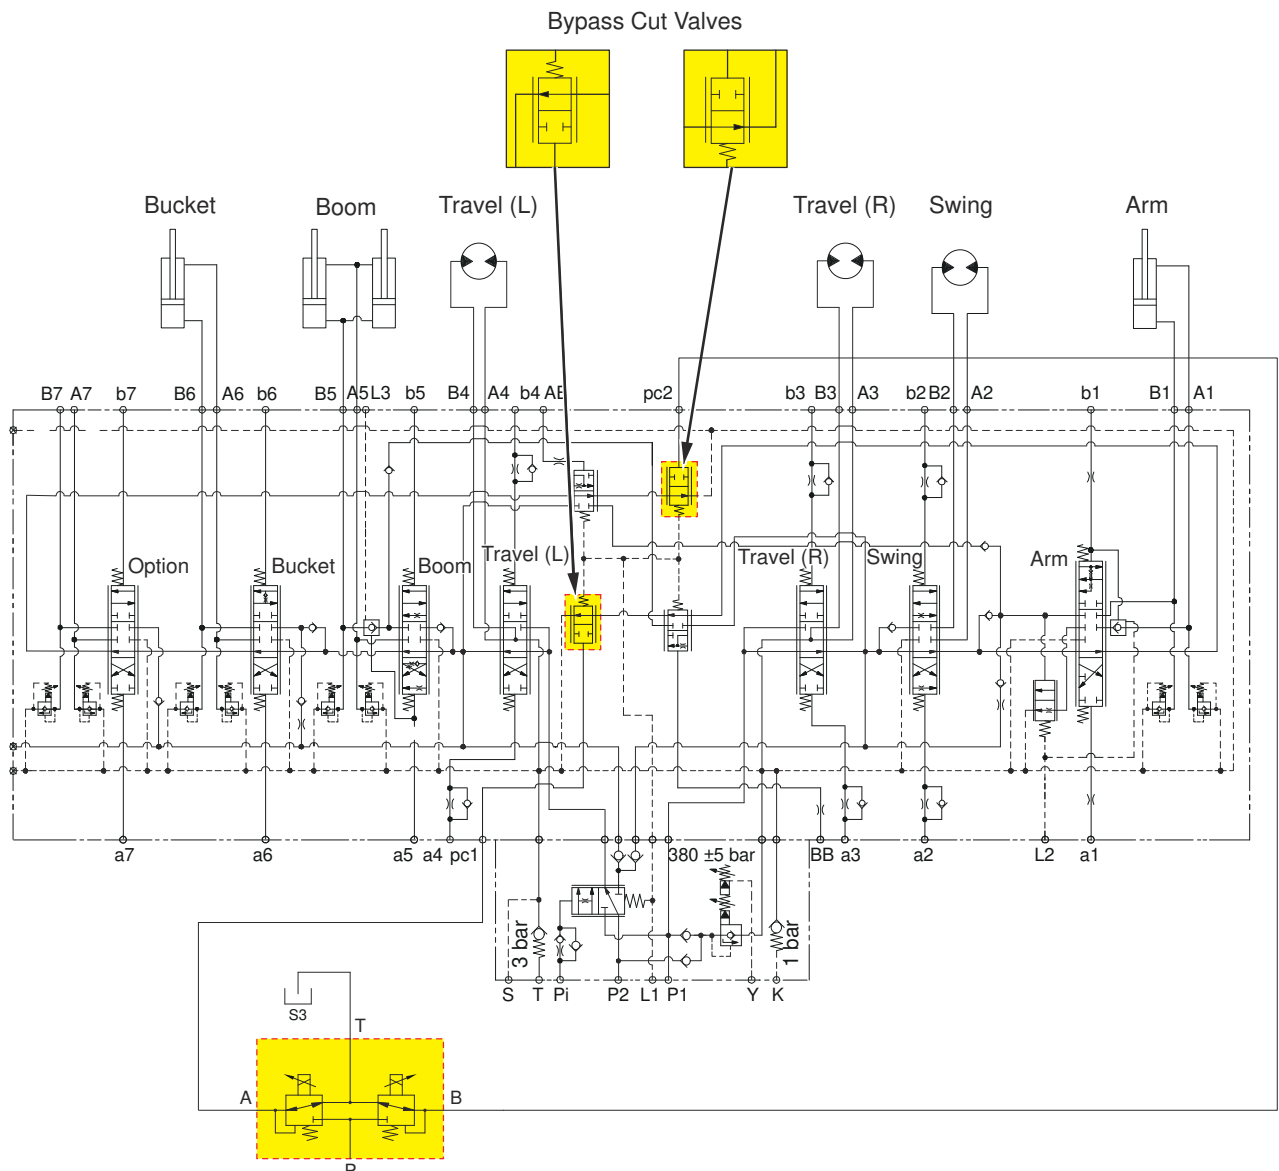 Bypass Cut Valves
Bucket
Boom
Travel (L)
Travel (R)
Swing
Arm
B7 A7 b7 B6 A6 b6 B5 A5 L3 b5 B4 A4 b4 pc2 b3 B3 A3 b2 B2 A2 b1 B1 A1
Option
Bucket
Boom
Travel (L)
Travel (R)
Swing
Arm
a7 a6 a5 a4 pc1 380 ±5 bar BB a3 a2 L2 a1
3 bar
1 bar
S T Pi P2 L1 P1 Y K
S3
T
A
B